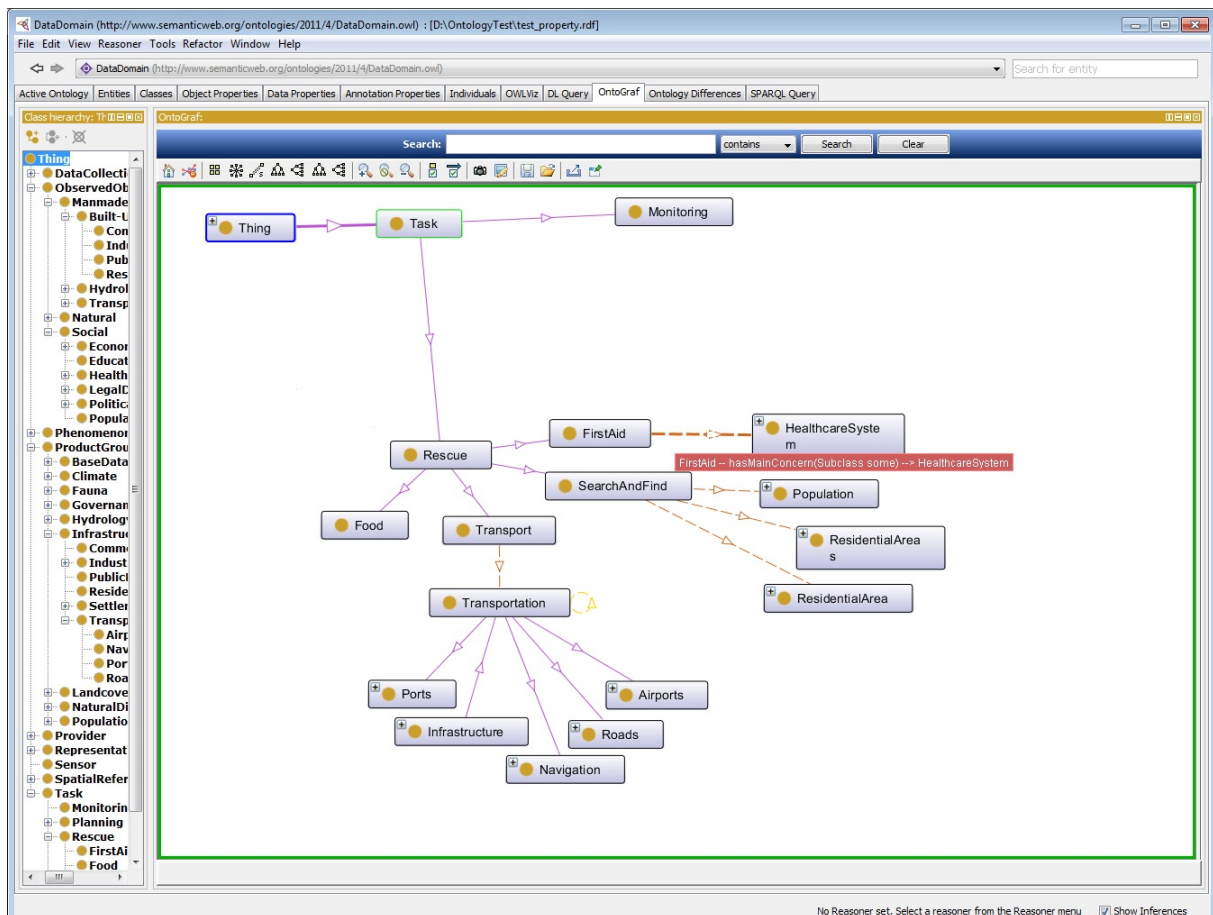 DataDomain (http://www.semanticweb.org/ontologies/2011/4/DataDomain.owl) : [D:\OntologyTest\test_property.rdf]
File Edit View Reasoner Tools Refactor Window Help
DataDomain (http://www.semanticweb.org/ontologies/2011/4/DataDomain.owl)
Search for entity
Active Ontology Entities Classes Object Properties Data Properties Annotation Properties Individuals OWLViz DL Query OntoGraf Ontology Differences SPARQL Query
Class hierarchy: Th
Thing
DataCollecti
ObservedOb
Manmade
Built-U
Con
Indu
Pub
Res
Hydrol
Transp
Natural
Social
Econor
Educat
Health
LegalD
Politica
Popula
Phenomenor
ProductGrou
BaseData
Climate
Fauna
Governan
Hydrology
Infrastruc
Comme
Indust
PublicI
Reside
Settler
Transp
Airp
Nav
Por
Roa
Landcove
NaturalDi
Populatio
Provider
Representat
Sensor
SpatialRefer
Task
Monitorin
Planning
Rescue
FirstAi
Food
OntoGraf:
Search: contains Search Clear
Thing
Task
Monitoring
Rescue
FirstAid
HealthcareSyste
m
FirstAid -- hasMainConcern(Subclass some) --> HealthcareSystem
SearchAndFind
Population
Food
Transport
ResidentialArea
s
ResidentialArea
Transportation
Ports
Airports
Infrastructure
Roads
Navigation
No Reasoner set. Select a reasoner from the Reasoner menu Show Inferences